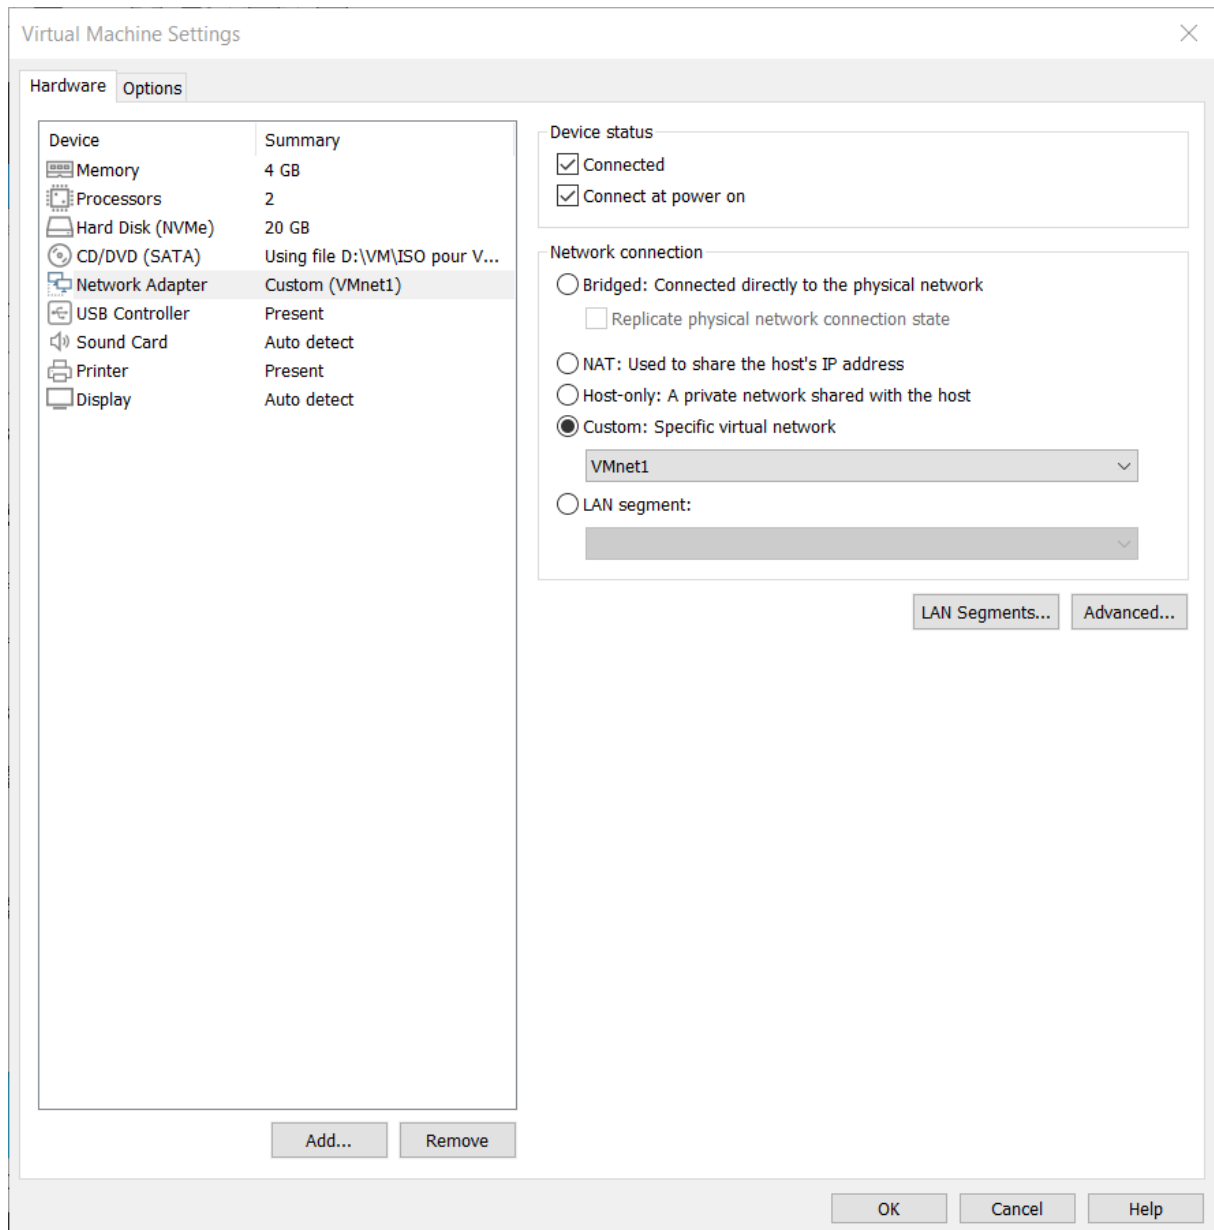 Virtual Machine Settings
Hardware Options
Device Summary
Memory 4 GB
Processors 2
Hard Disk (NVMe) 20 GB
CD/DVD (SATA) Using file D:\VM\ISO pour V...
Network Adapter Custom (VMnet1)
USB Controller Present
Sound Card Auto detect
Printer Present
Display Auto detect
Add... Remove
Device status
Connected
Connect at power on
Network connection
Bridged: Connected directly to the physical network
Replicate physical network connection state
NAT: Used to share the host's IP address
Host-only: A private network shared with the host
Custom: Specific virtual network
VMnet1
LAN segment:
LAN Segments... Advanced...
OK Cancel Help